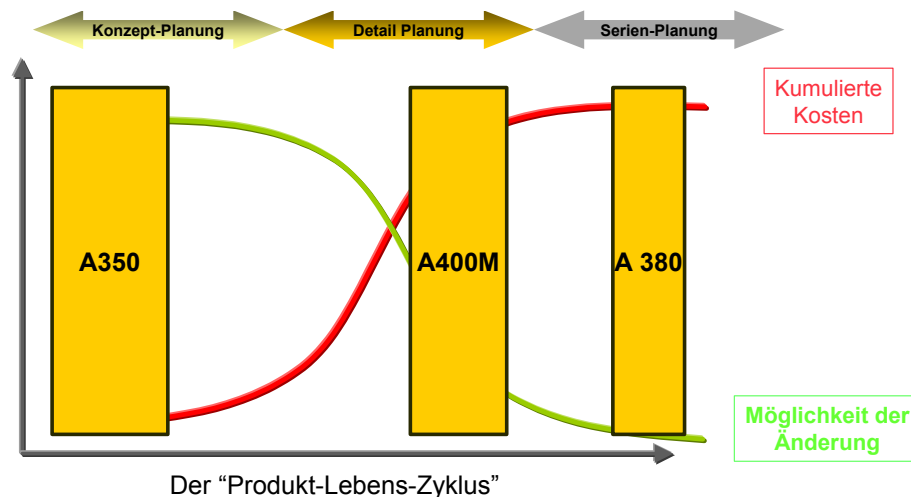 Konzept-Planung
Detail Planung
Serien-Planung
Kumulierte
Kosten
A350
A400M
A 380
Möglichkeit der
Änderung
Der “Produkt-Lebens-Zyklus”